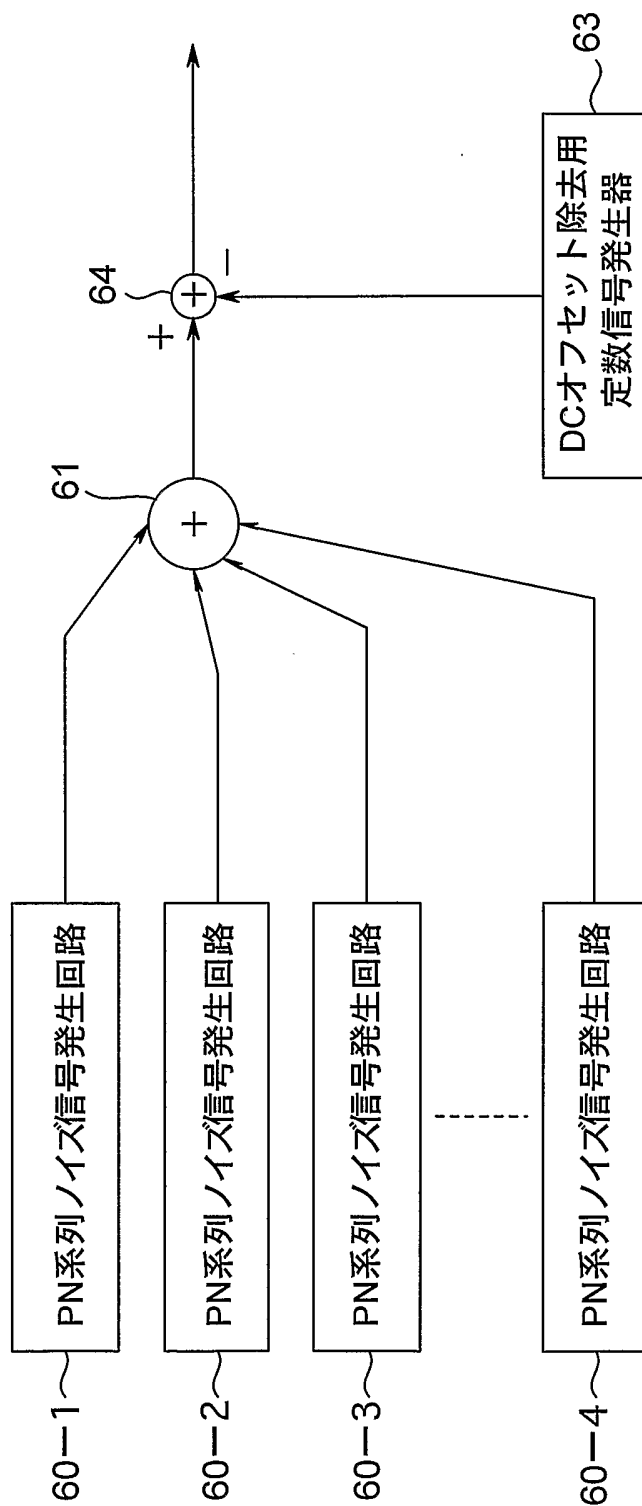 60-1
PN系列ノイズ信号発生回路
60-2
PN系列ノイズ信号発生回路
60-3
PN系列ノイズ信号発生回路
60-4
PN系列ノイズ信号発生回路
61
+
64
+
+
−
63
DCオフセット除去用
定数信号発生器